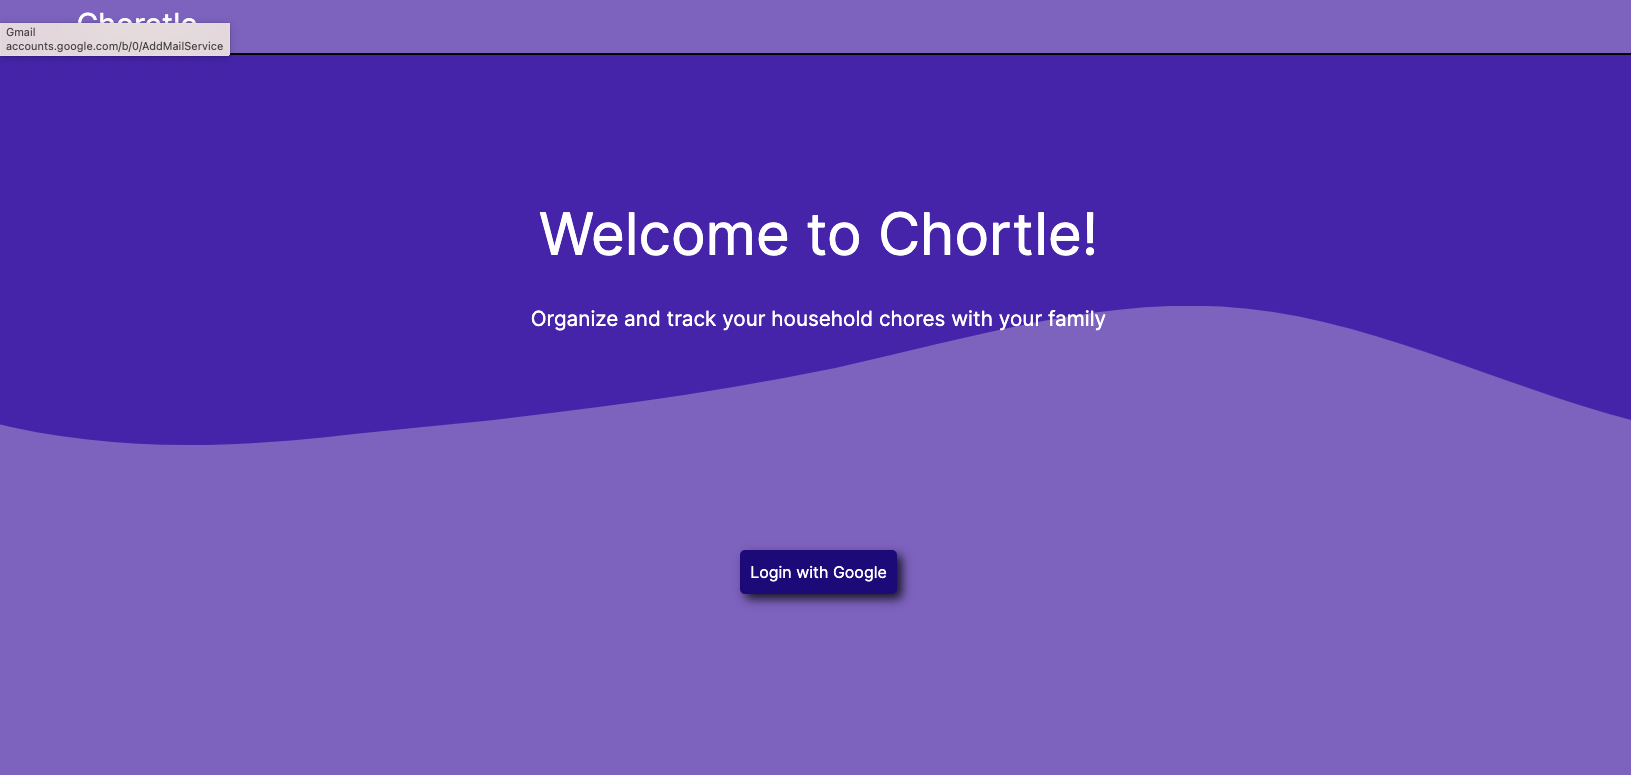 Chortle
Gmail
accounts.google.com/b/0/AddMailService
Welcome to Chortle!
Organize and track your household chores with your family
Login with Google